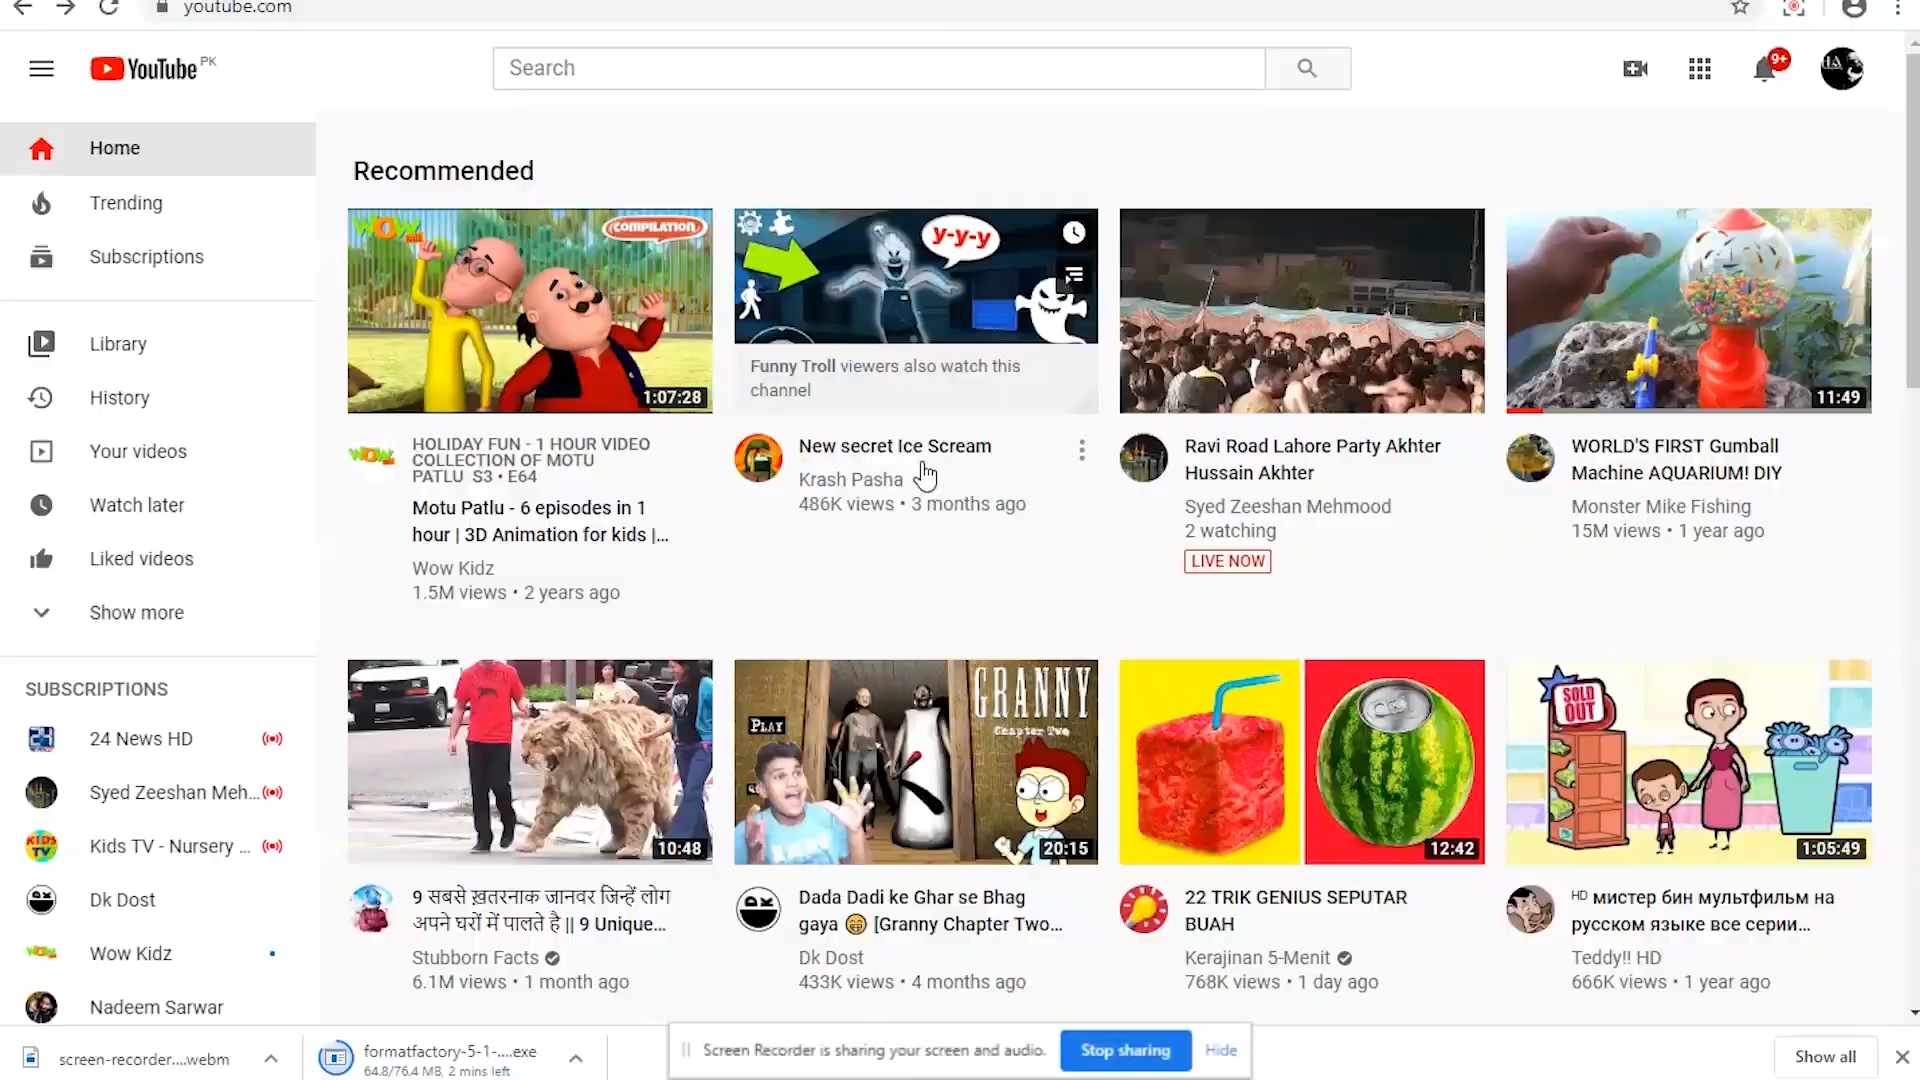 youtube.com
YouTube PK
Search
9+
Home
Trending
Subscriptions
Library
History
Your videos
Watch later
Liked videos
Show more
SUBSCRIPTIONS
24 News HD
Syed Zeeshan Meh...
Kids TV - Nursery ...
Dk Dost
Wow Kidz
Nadeem Sarwar
Recommended
WOW
COMPILATION
1:07:28
HOLIDAY FUN - 1 HOUR VIDEO
COLLECTION OF MOTU
PATLU S3 • E64
Motu Patlu - 6 episodes in 1
hour | 3D Animation for kids |...
Wow Kidz
1.5M views • 2 years ago
y-y-y
Funny Troll viewers also watch this
channel
New secret Ice Scream
Krash Pasha
486K views • 3 months ago
Ravi Road Lahore Party Akhter
Hussain Akhter
Syed Zeeshan Mehmood
2 watching
LIVE NOW
11:49
WORLD'S FIRST Gumball
Machine AQUARIUM! DIY
Monster Mike Fishing
15M views • 1 year ago
10:48
9 सबसे ख़तरनाक जानवर जिन्हें लोग
अपने घरों में पालते है || 9 Unique...
Stubborn Facts
6.1M views • 1 month ago
GRANNY
Chapter Two
PLAY
20:15
Dada Dadi ke Ghar se Bhag
gaya 😁 [Granny Chapter Two...
Dk Dost
433K views • 4 months ago
12:42
22 TRIK GENIUS SEPUTAR
BUAH
Kerajinan 5-Menit
768K views • 1 day ago
SOLD
OUT
1:05:49
HD мистер бин мультфильм на
русском языке все серии...
Teddy!! HD
666K views • 1 year ago
screen-recorder....webm
formatfactory-5-1-....exe
64.8/76.4 MB, 2 mins left
Screen Recorder is sharing your screen and audio.
Stop sharing
Hide
Show all